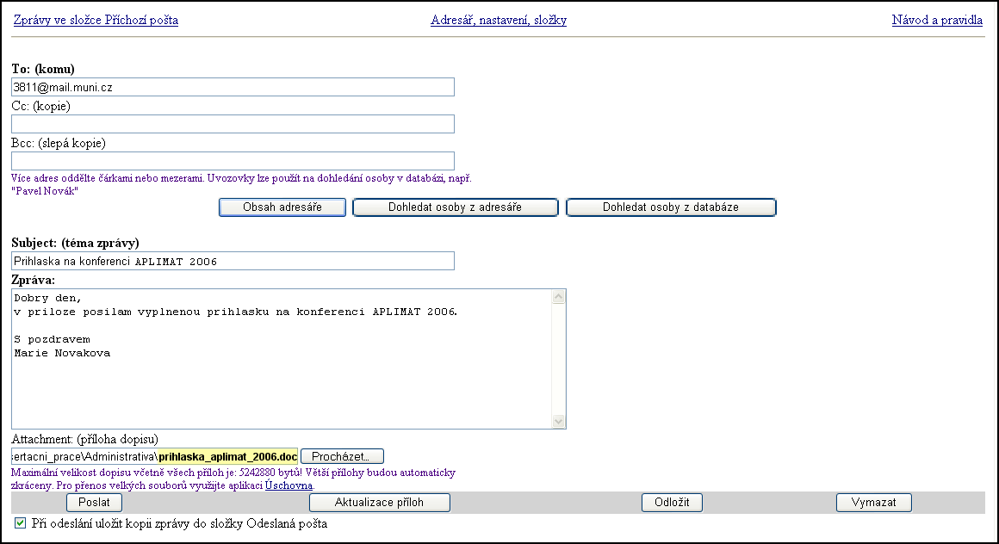 Zprávy ve složce Příchozí pošta Adresář, nastavení, složky Návod a pravidla
To: (komu)
3811@mail.muni.cz
Cc: (kopie)
Bcc: (slepá kopie)
Více adres oddělte čárkami nebo mezerami. Uvozovky lze použít na dohledání osoby v databázi, např.
"Pavel Novák"
Obsah adresáře Dohledat osoby z adresáře Dohledat osoby z databáze
Subject: (téma zprávy)
Prihlaska na konferenci APLIMAT 2006
Zpráva:
Dobry den,
v priloze posilam vyplnenou prihlasku na konferenci APLIMAT 2006.
S pozdravem
Marie Novakova
Attachment: (příloha dopisu)
sertacni_prace\Administrativa\prihlaska_aplimat_2006.doc Procházet...
Maximální velikost dopisu včetně všech příloh je: 5242880 bytů! Větší přílohy budou automaticky
zkráceny. Pro přenos velkých souborů využijte aplikaci Úschovna.
Poslat Aktualizace příloh Odložit Vymazat
Při odeslání uložit kopii zprávy do složky Odeslaná pošta